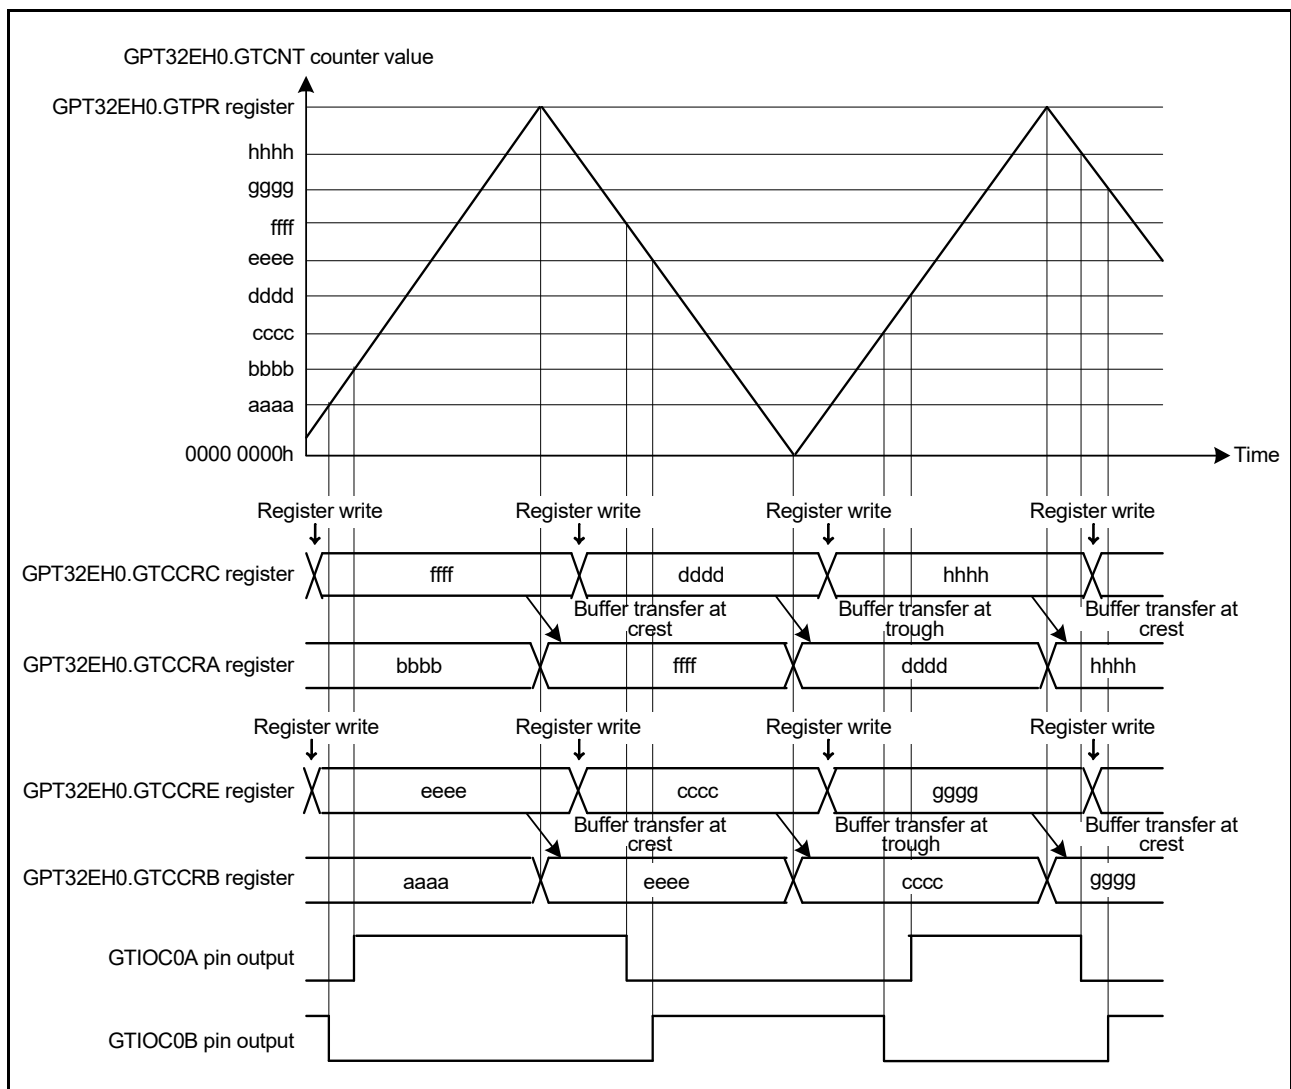 GPT32EH0.GTCNT counter value
GPT32EH0.GTPR register
hhhh
gggg
ffff
eeee
dddd
cccc
bbbb
aaaa
0000 0000h
Time
Register write Register write Register write Register write
GPT32EH0.GTCCRC register ffff dddd hhhh
Buffer transfer at Buffer transfer at Buffer transfer at
crest trough crest
GPT32EH0.GTCCRA register bbbb ffff dddd hhhh
Register write Register write Register write Register write
GPT32EH0.GTCCRE register eeee cccc gggg
Buffer transfer at Buffer transfer at Buffer transfer at
crest trough crest
GPT32EH0.GTCCRB register aaaa eeee cccc gggg
GTIOC0A pin output
GTIOC0B pin output